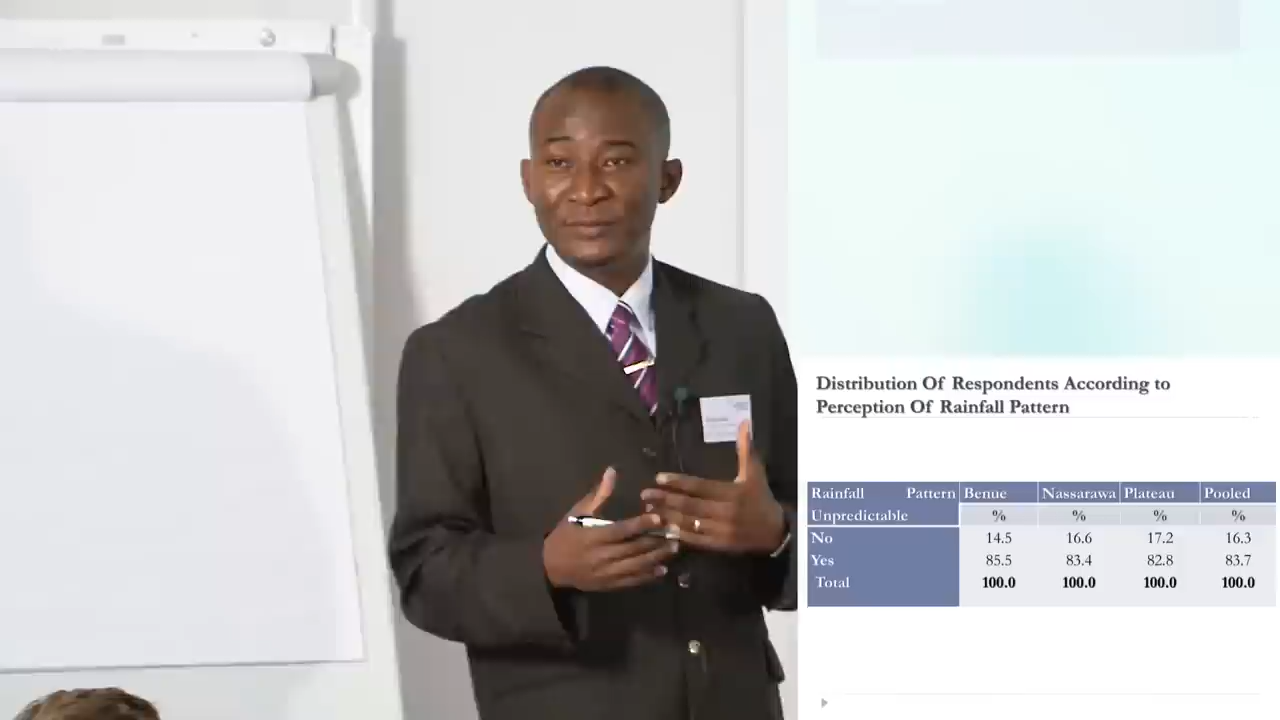 Distribution Of Respondents According to
Perception Of Rainfall Pattern
Rainfall Pattern Benue Nassarawa Plateau Pooled
Unpredictable % % % %
No 14.5 16.6 17.2 16.3
Yes 85.5 83.4 82.8 83.7
Total 100.0 100.0 100.0 100.0